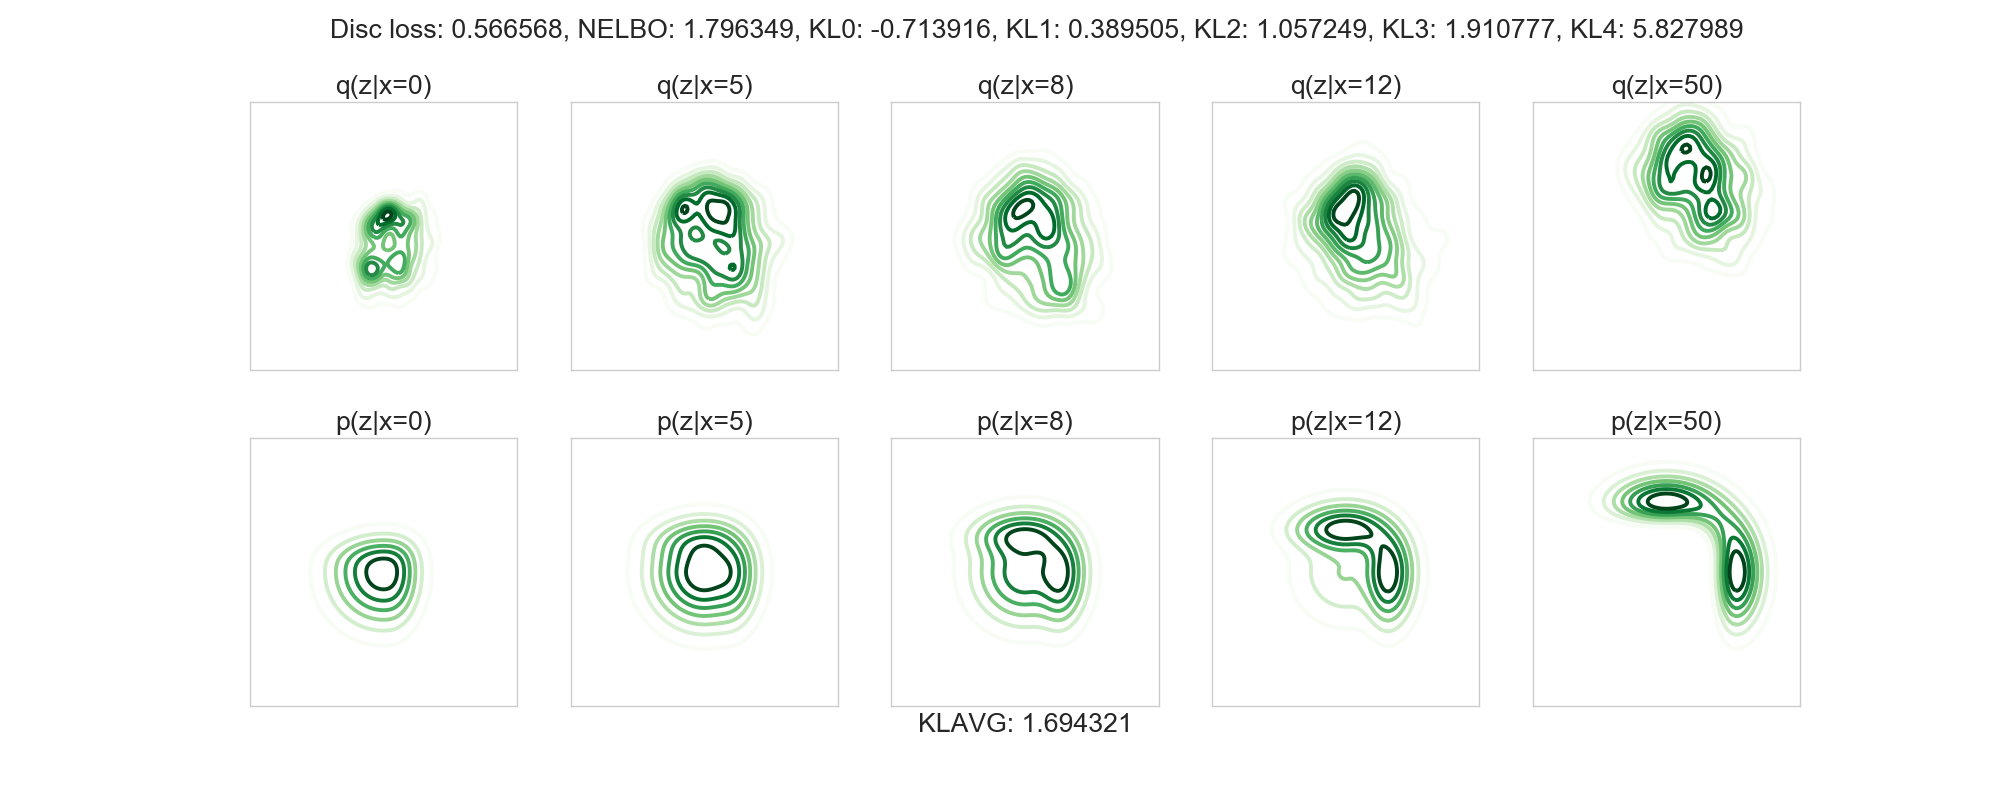 Disc loss: 0.566568, NELBO: 1.796349, KL0: -0.713916, KL1: 0.389505, KL2: 1.057249, KL3: 1.910777, KL4: 5.827989
q(z|x=0) q(z|x=5) q(z|x=8) q(z|x=12) q(z|x=50)
p(z|x=0) p(z|x=5) p(z|x=8) p(z|x=12) p(z|x=50)
KLAVG: 1.694321